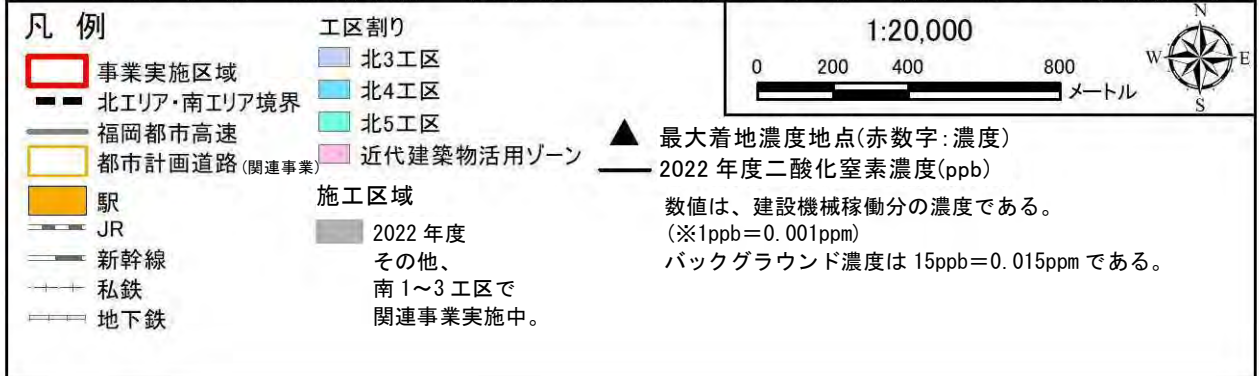 凡 例
事業実施区域
北エリア・南エリア境界
福岡都市高速
都市計画道路(関連事業)
駅
JR
新幹線
私鉄
地下鉄
工区割り
北3工区
北4工区
北5工区
近代建築物活用ゾーン
施工区域
2022 年度
その他、
南 1~3 工区で
関連事業実施中。
1:20,000
0 200 400 800
メートル
N
W E
S
最大着地濃度地点(赤数字:濃度)
2022 年度二酸化窒素濃度(ppb)
数値は、建設機械稼働分の濃度である。
(※1ppb=0.001ppm)
バックグラウンド濃度は 15ppb=0.015ppm である。